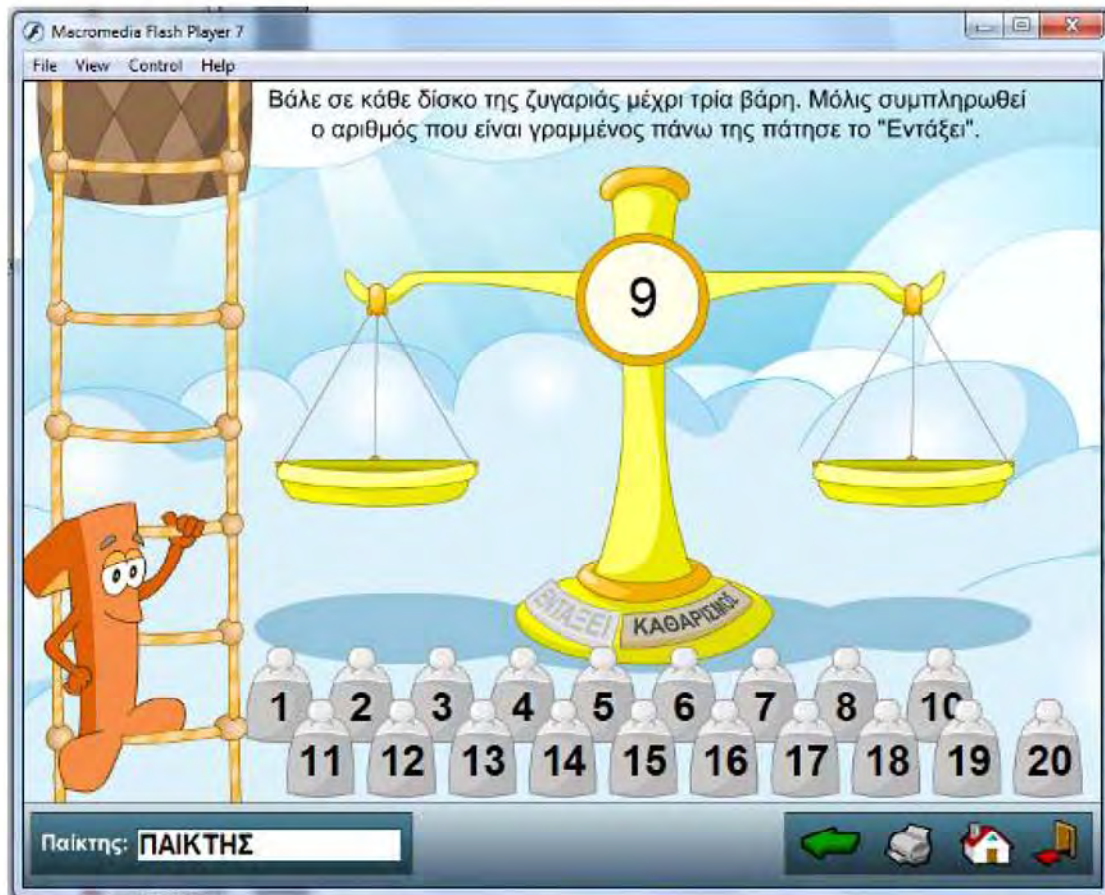 Macromedia Flash Player 7
File View Control Help
Βάλε σε κάθε δίσκο της ζυγαριάς μέχρι τρία βάρη. Μόλις συμπληρωθεί
ο αριθμός που είναι γραμμένος πάνω της πάτησε το "Εντάξει".
9
ΕΝΤΑΞΕΙ ΚΑΘΑΡΙΣΜΟΣ
1 2 3 4 5 6 7 8 10
11 12 13 14 15 16 17 18 19 20
Παίκτης: ΠΑΙΚΤΗΣ